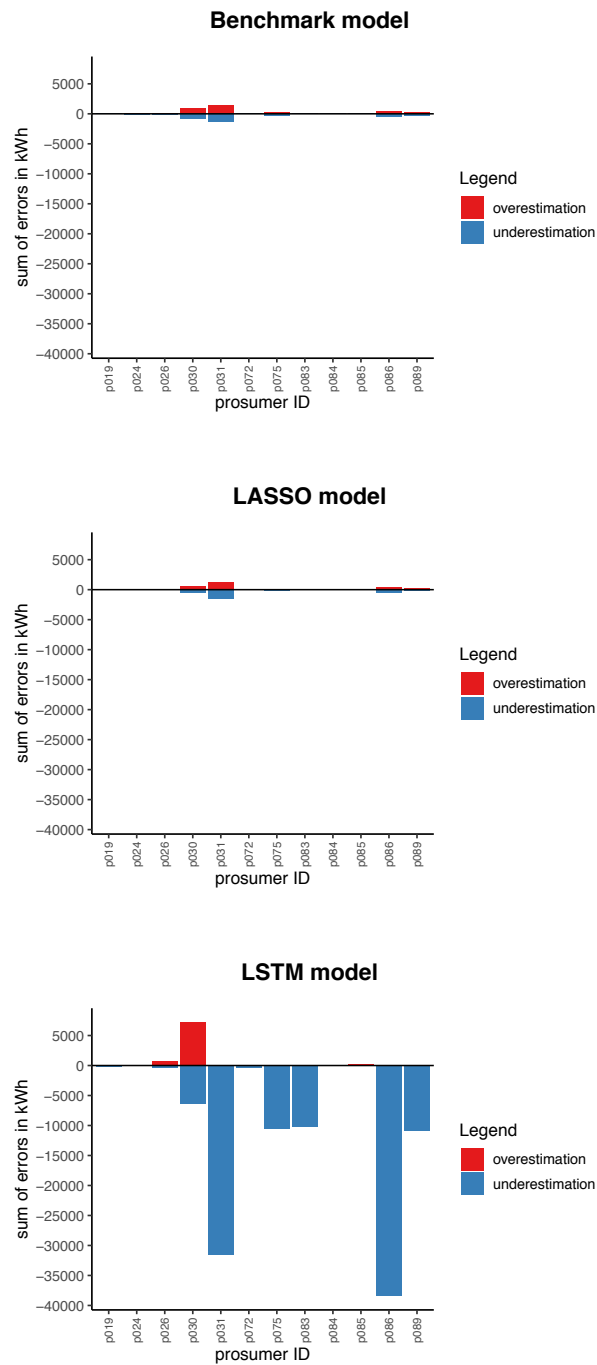 Benchmark model
5000
0
−5000
−10000
−15000
−20000
−25000
−30000
−35000
−40000
sum of errors in kWh
p019
p024
p026
p030
p031
p072
p075
p083
p084
p085
p086
p089
prosumer ID
Legend
overestimation
underestimation
LASSO model
5000
0
−5000
−10000
−15000
−20000
−25000
−30000
−35000
−40000
sum of errors in kWh
p019
p024
p026
p030
p031
p072
p075
p083
p084
p085
p086
p089
prosumer ID
Legend
overestimation
underestimation
LSTM model
5000
0
−5000
−10000
−15000
−20000
−25000
−30000
−35000
−40000
sum of errors in kWh
p019
p024
p026
p030
p031
p072
p075
p083
p084
p085
p086
p089
prosumer ID
Legend
overestimation
underestimation